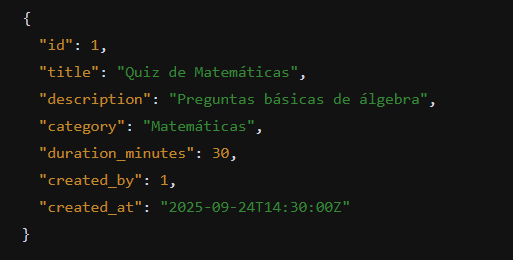 {
  "id": 1,
  "title": "Quiz de Matemáticas",
  "description": "Preguntas básicas de álgebra",
  "category": "Matemáticas",
  "duration_minutes": 30,
  "created_by": 1,
  "created_at": "2025-09-24T14:30:00Z"
}